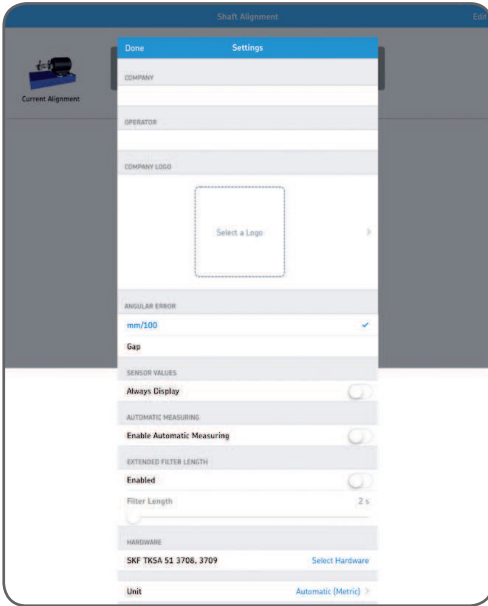 Shaft Alignment
Edit
Current Alignment
Done
Settings
COMPANY
OPERATOR
COMPANY LOGO
Select a Logo
ANGULAR ERROR
mm/100
Gap
SENSOR VALUES
Always Display
AUTOMATIC MEASURING
Enable Automatic Measuring
EXTENDED FILTER LENGTH
Enabled
Filter Length 2 s
HARDWARE
SKF TKSA 51 3708, 3709 Select Hardware
Unit Automatic (Metric)